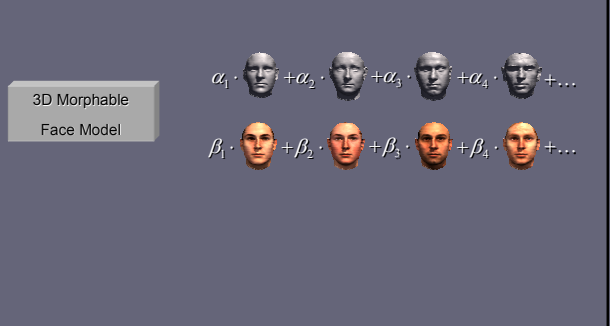 3D Morphable
Face Model
α₁ · +α₂ · +α₃ · +α₄ · +...
β₁ · +β₂ · +β₃ · +β₄ · +...